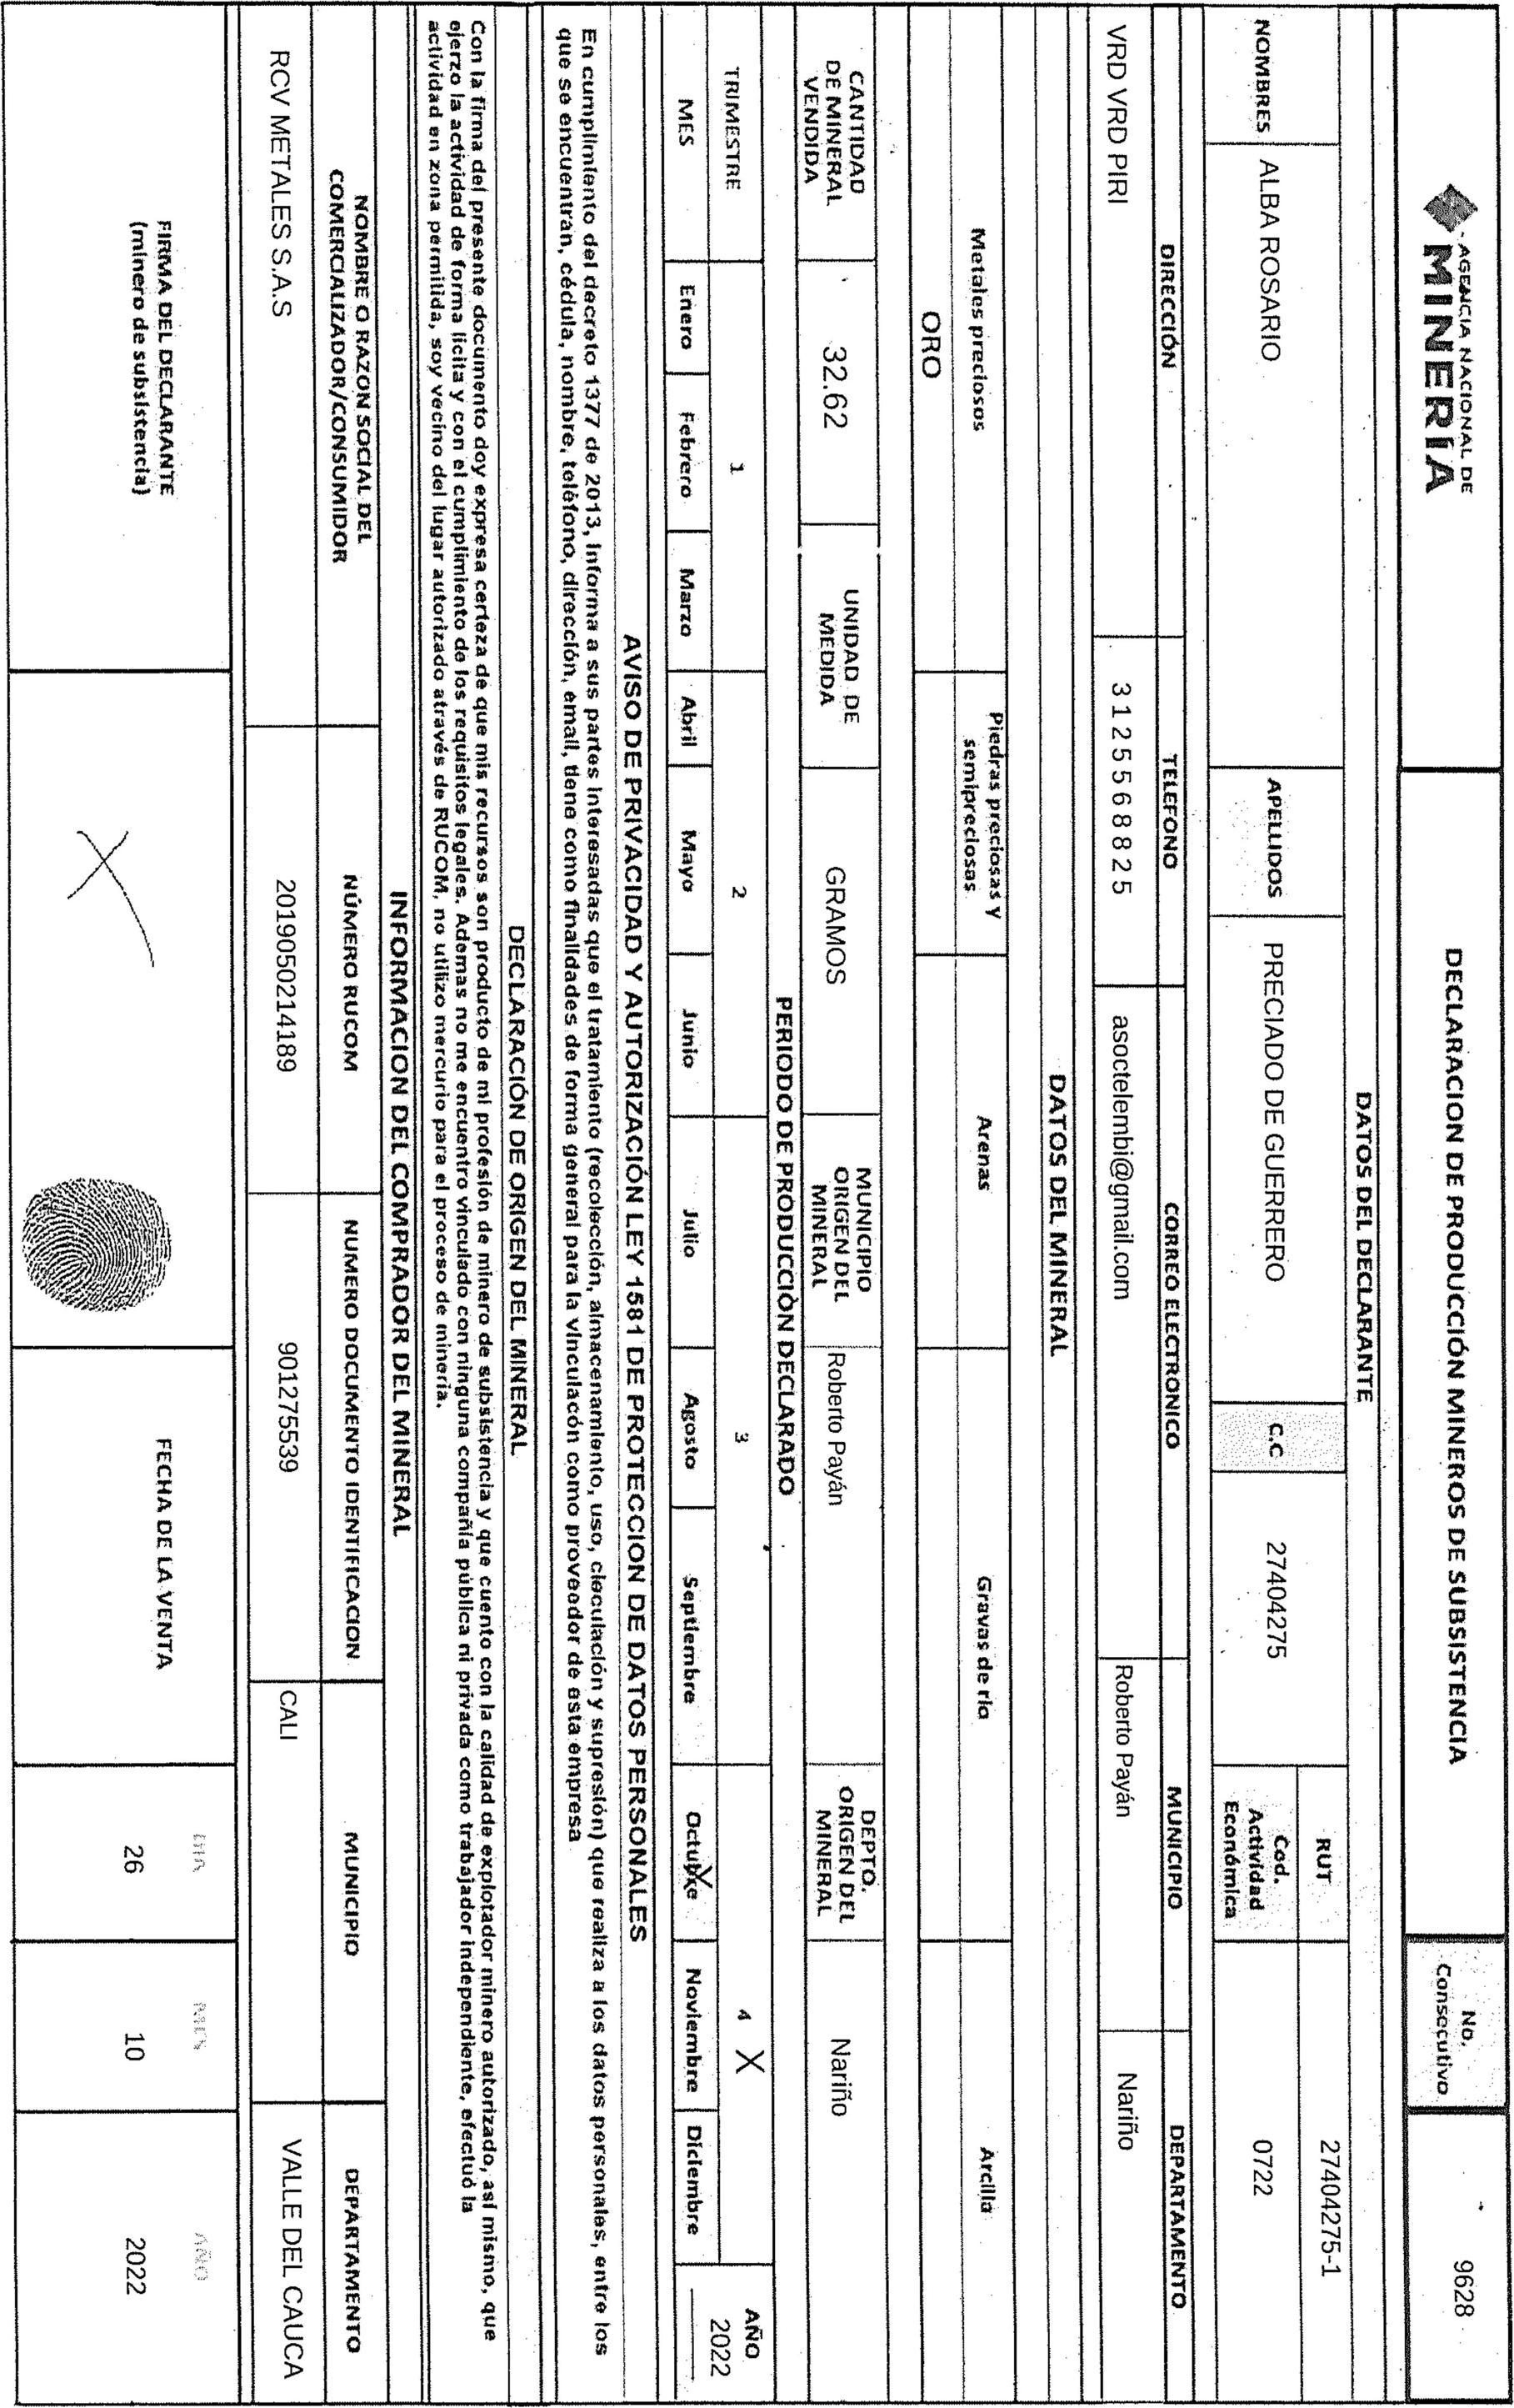 AGENCIA NACIONAL DE
MINERÍA
DECLARACION DE PRODUCCIÓN MINEROS DE SUBSISTENCIA
No.
Consecutivo
9628
DATOS DEL DECLARANTE
NOMBRES
ALBA ROSARIO
APELLIDOS
PRECIADO DE GUERRERO
C.C
27404275
RUT
27404275-1
Cod.
Actividad
Económica
0722
DIRECCIÓN
TELEFONO
CORREO ELECTRONICO
MUNICIPIO
DEPARTAMENTO
VRD VRD PIRI
3125568825
asoctelembi@gmail.com
Roberto Payán
Nariño
DATOS DEL MINERAL
Metales preciosos
Piedras preciosas y
semipreciosas
Arenas
Gravas de río
Arcilla
ORO
CANTIDAD
DE MINERAL
VENDIDA
32.62
UNIDAD DE
MEDIDA
GRAMOS
MUNICIPIO
ORIGEN DEL
MINERAL
Roberto Payán
DEPTO.
ORIGEN DEL
MINERAL
Nariño
PERIODO DE PRODUCCIÓN DECLARADO
TRIMESTRE
1
2
3
4 X
AÑO
2022
MES
Enero
Febrero
Marzo
Abril
Mayo
Junio
Julio
Agosto
Septiembre
Octubre X
Noviembre
Diciembre
AVISO DE PRIVACIDAD Y AUTORIZACIÓN LEY 1581 DE PROTECCION DE DATOS PERSONALES
En cumplimiento del decreto 1377 de 2013, Informa a sus partes interesadas que el tratamiento (recolección, almacenamiento, uso, circulación y supresión) que realiza a los datos personales, entre los
que se encuentran, cédula, nombre, teléfono, dirección, email, tiene como finalidades de forma general para la vinculacón como proveedor de esta empresa
DECLARACIÓN DE ORIGEN DEL MINERAL
Con la firma del presente documento doy expresa certeza de que mis recursos son producto de mi profesión de minero de subsistencia y que cuento con la calidad de explotador minero autorizado, así mismo, que
ejerzo la actividad de forma lícita y con el cumplimiento de los requisitos legales. Ademas no me encuentro vinculado con ninguna compañía pública ni privada como trabajador independiente, efectuó la
actividad en zona permitida, soy vecino del lugar autorizado através de RUCOM, no utilizo mercurio para el proceso de minería.
INFORMACION DEL COMPRADOR DEL MINERAL
NOMBRE O RAZON SOCIAL DEL
COMERCIALIZADOR/CONSUMIDOR
NÚMERO RUCOM
NUMERO DOCUMENTO IDENTIFICACION
MUNICIPIO
DEPARTAMENTO
RCV METALES S.A.S
2019050214189
901275539
CALI
VALLE DEL CAUCA
FIRMA DEL DECLARANTE
(minero de subsistencia)
X
FECHA DE LA VENTA
DIA
MES
AÑO
26
10
2022